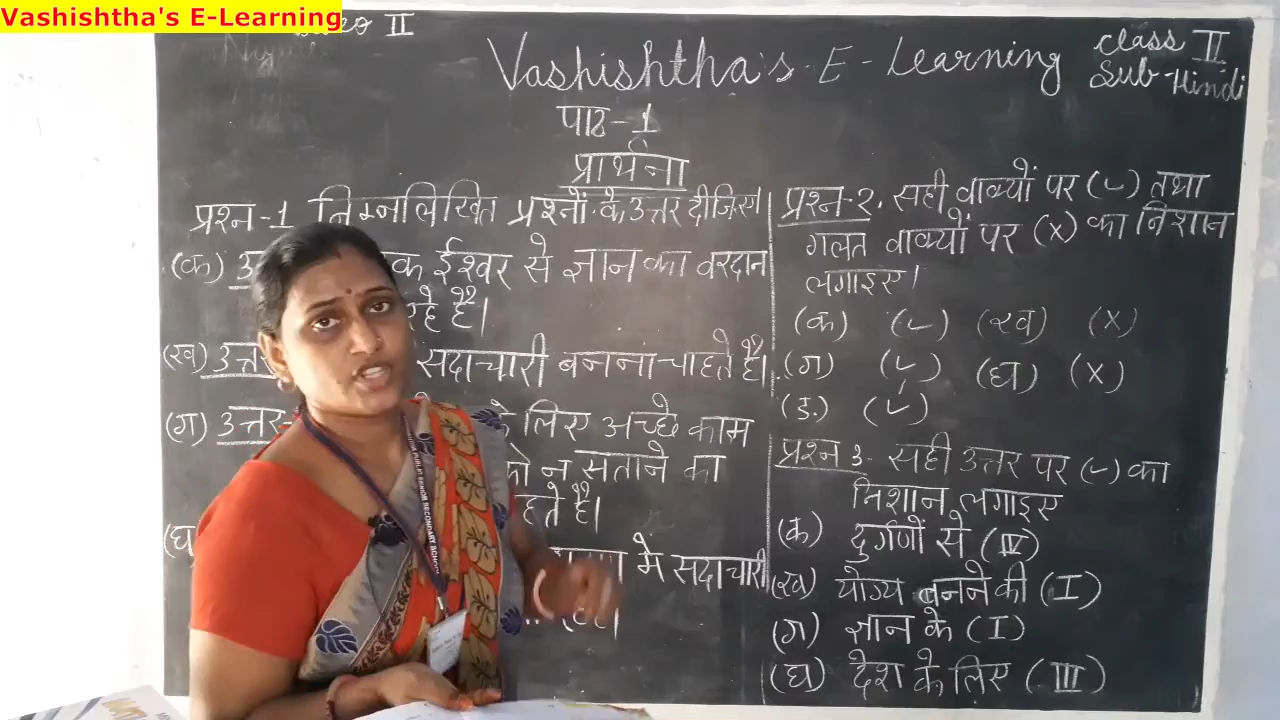 Vashishtha's E-Learning
II
Vashishtha's. E - Learning
class II
Sub - Hindi
पाठ - 1
प्रार्थना
प्रश्न -1 निम्नलिखित प्रश्नों के उत्तर दीजिए।
(क) ईश्वर से ज्ञान का वरदान
रहे हैं।
(ख) उत्तर सदाचारी बनना चाहते हैं।
(ग) उत्तर- के लिए अच्छे काम
को न सताने का
हैं।
(घ) मे सदाचारी
प्रश्न-2. सही वाक्यों पर (✓) तथा
गलत वाक्यों पर (x) का निशान
लगाइए।
(क) (✓) (ख) (X)
(ग) (✓) (घ) (X)
(ड.) (✓)
प्रश्न 3- सही उत्तर पर (✓) का
निशान लगाइए
(क) दुर्गणों से (IV)
(ख) योग्य बनने की (I)
(ग) ज्ञान के (I)
(घ) देश के लिए (III)